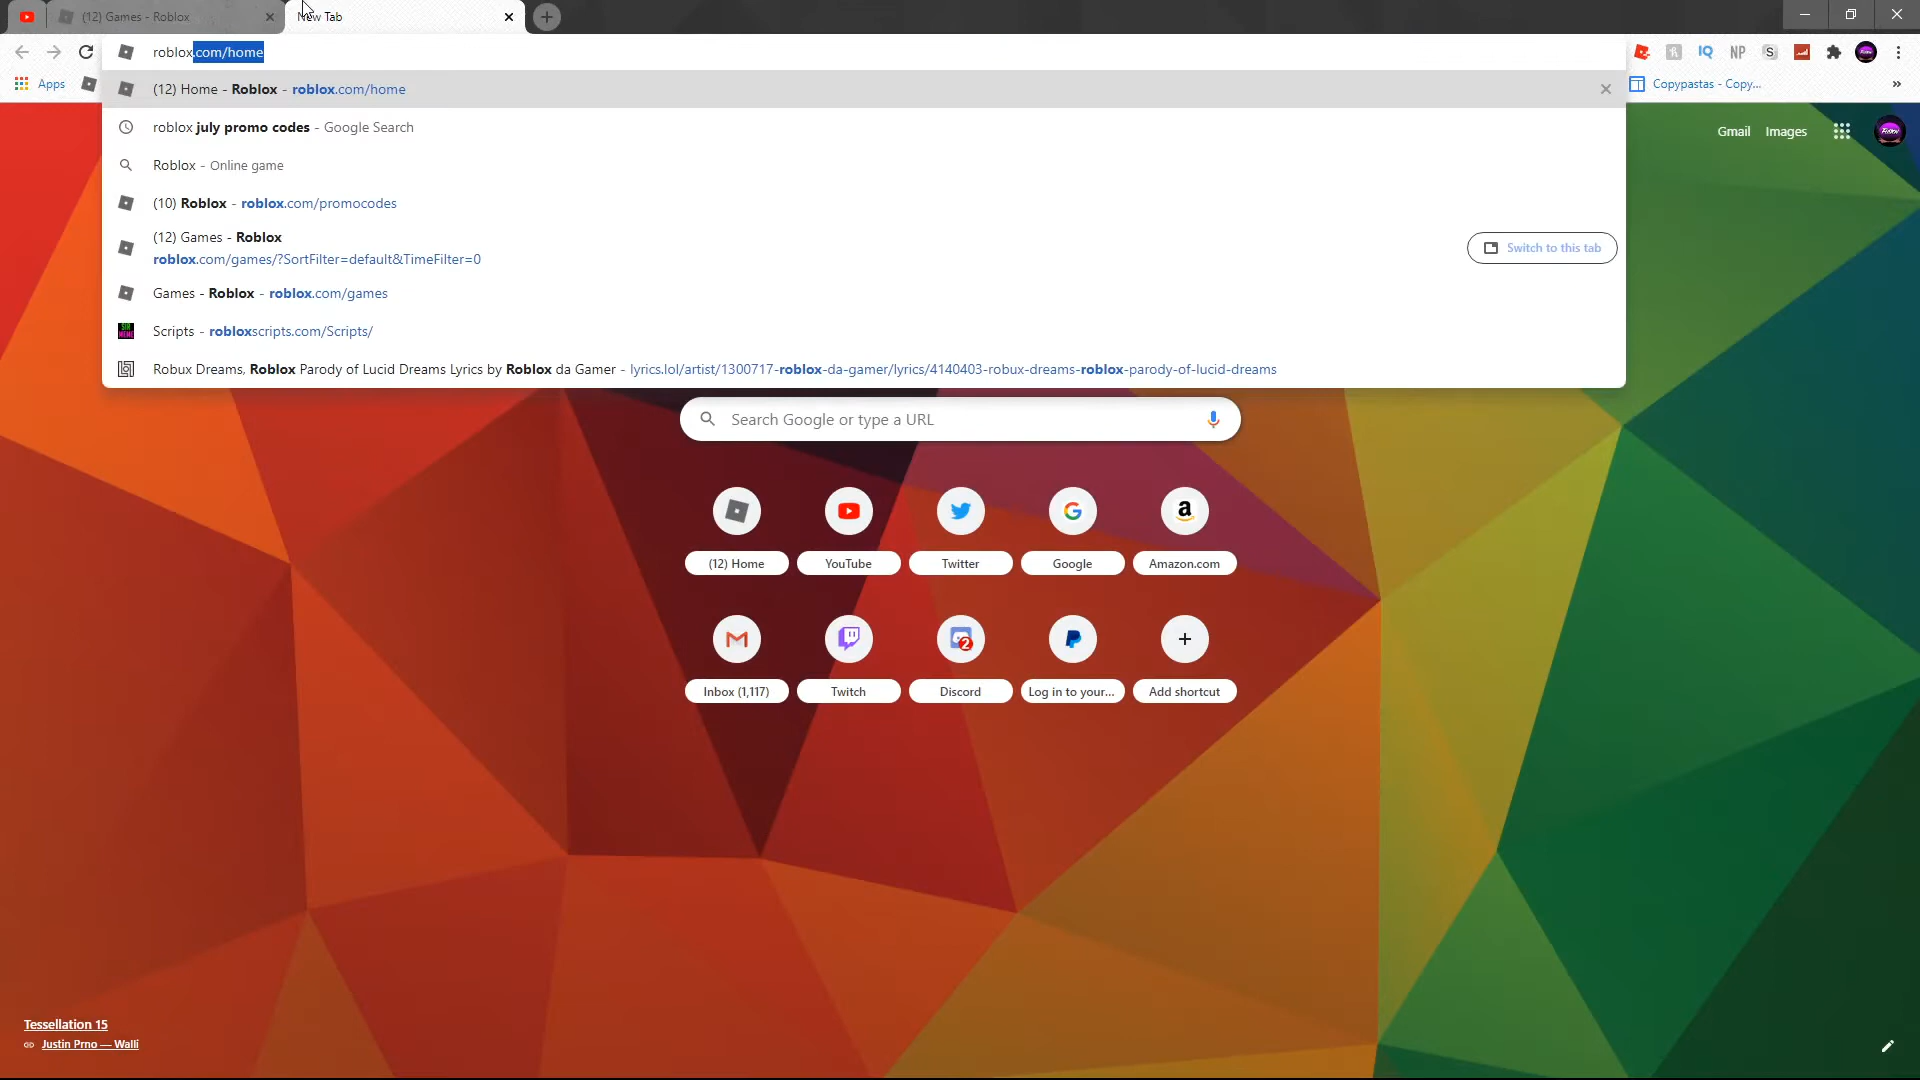 (12) Games - Roblox
New Tab
roblox.com/home
Apps
Copypastas - Copy...
»
(12) Home - Roblox - roblox.com/home
roblox july promo codes - Google Search
Roblox - Online game
(10) Roblox - roblox.com/promocodes
(12) Games - Roblox
roblox.com/games/?SortFilter=default&TimeFilter=0
Switch to this tab
Games - Roblox - roblox.com/games
Scripts - robloxscripts.com/Scripts/
Robux Dreams, Roblox Parody of Lucid Dreams Lyrics by Roblox da Gamer - lyrics.lol/artist/1300717-roblox-da-gamer/lyrics/4140403-robux-dreams-roblox-parody-of-lucid-dreams
Gmail Images
Search Google or type a URL
(12) Home YouTube Twitter Google Amazon.com
Inbox (1,117) Twitch Discord Log in to your... Add shortcut
Tessellation 15
Justin Prno — Walli